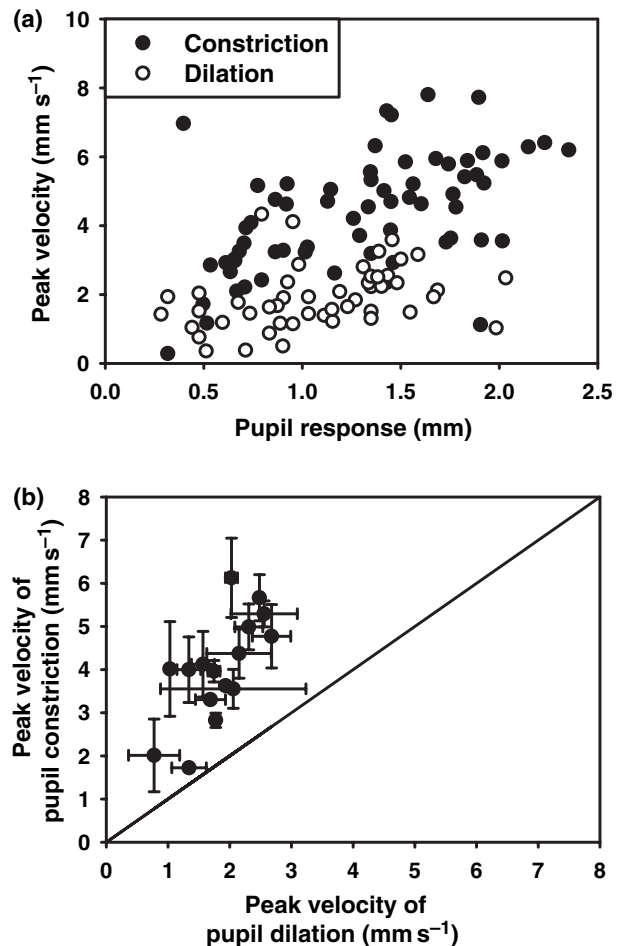 (a)
10
8
6
4
2
0
Peak velocity (mm s⁻¹)
Constriction
Dilation
0.0 0.5 1.0 1.5 2.0 2.5
Pupil response (mm)
(b)
8
7
6
5
4
3
2
1
0
Peak velocity of
pupil constriction (mm s⁻¹)
0 1 2 3 4 5 6 7 8
Peak velocity of
pupil dilation (mm s⁻¹)